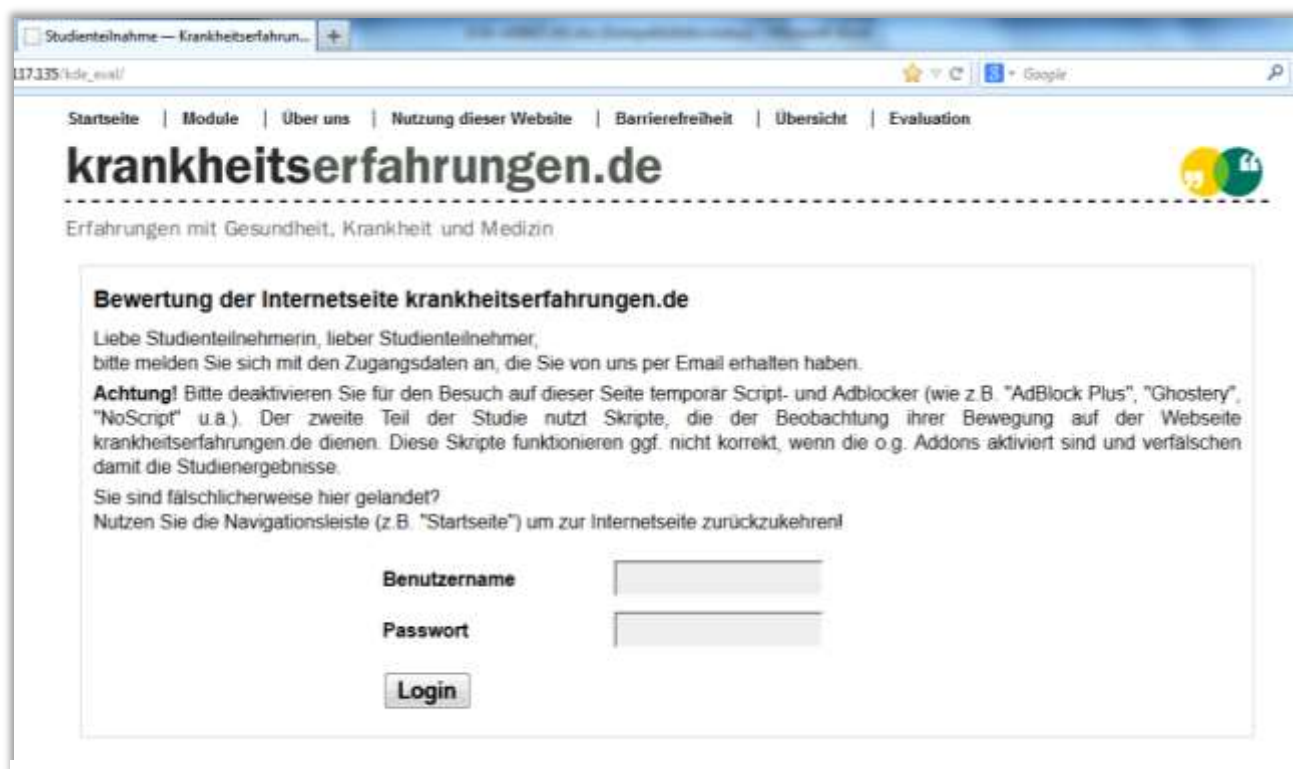 Studienteilnahme — Krankheitserfahrun...
117.135/kde_eval/
Google
Startseite | Module | Über uns | Nutzung dieser Website | Barrierefreiheit | Übersicht | Evaluation
krankheitserfahrungen.de
Erfahrungen mit Gesundheit, Krankheit und Medizin
Bewertung der Internetseite krankheitserfahrungen.de
Liebe Studienteilnehmerin, lieber Studienteilnehmer,
bitte melden Sie sich mit den Zugangsdaten an, die Sie von uns per Email erhalten haben.
Achtung! Bitte deaktivieren Sie für den Besuch auf dieser Seite temporär Script- und Adblocker (wie z.B. "AdBlock Plus", "Ghostery",
"NoScript" u.a.). Der zweite Teil der Studie nutzt Skripte, die der Beobachtung ihrer Bewegung auf der Webseite
krankheitserfahrungen.de dienen. Diese Skripte funktionieren ggf. nicht korrekt, wenn die o.g. Addons aktiviert sind und verfälschen
damit die Studienergebnisse.
Sie sind fälschlicherweise hier gelandet?
Nutzen Sie die Navigationsleiste (z.B. "Startseite") um zur Internetseite zurückzukehren!
Benutzername
Passwort
Login